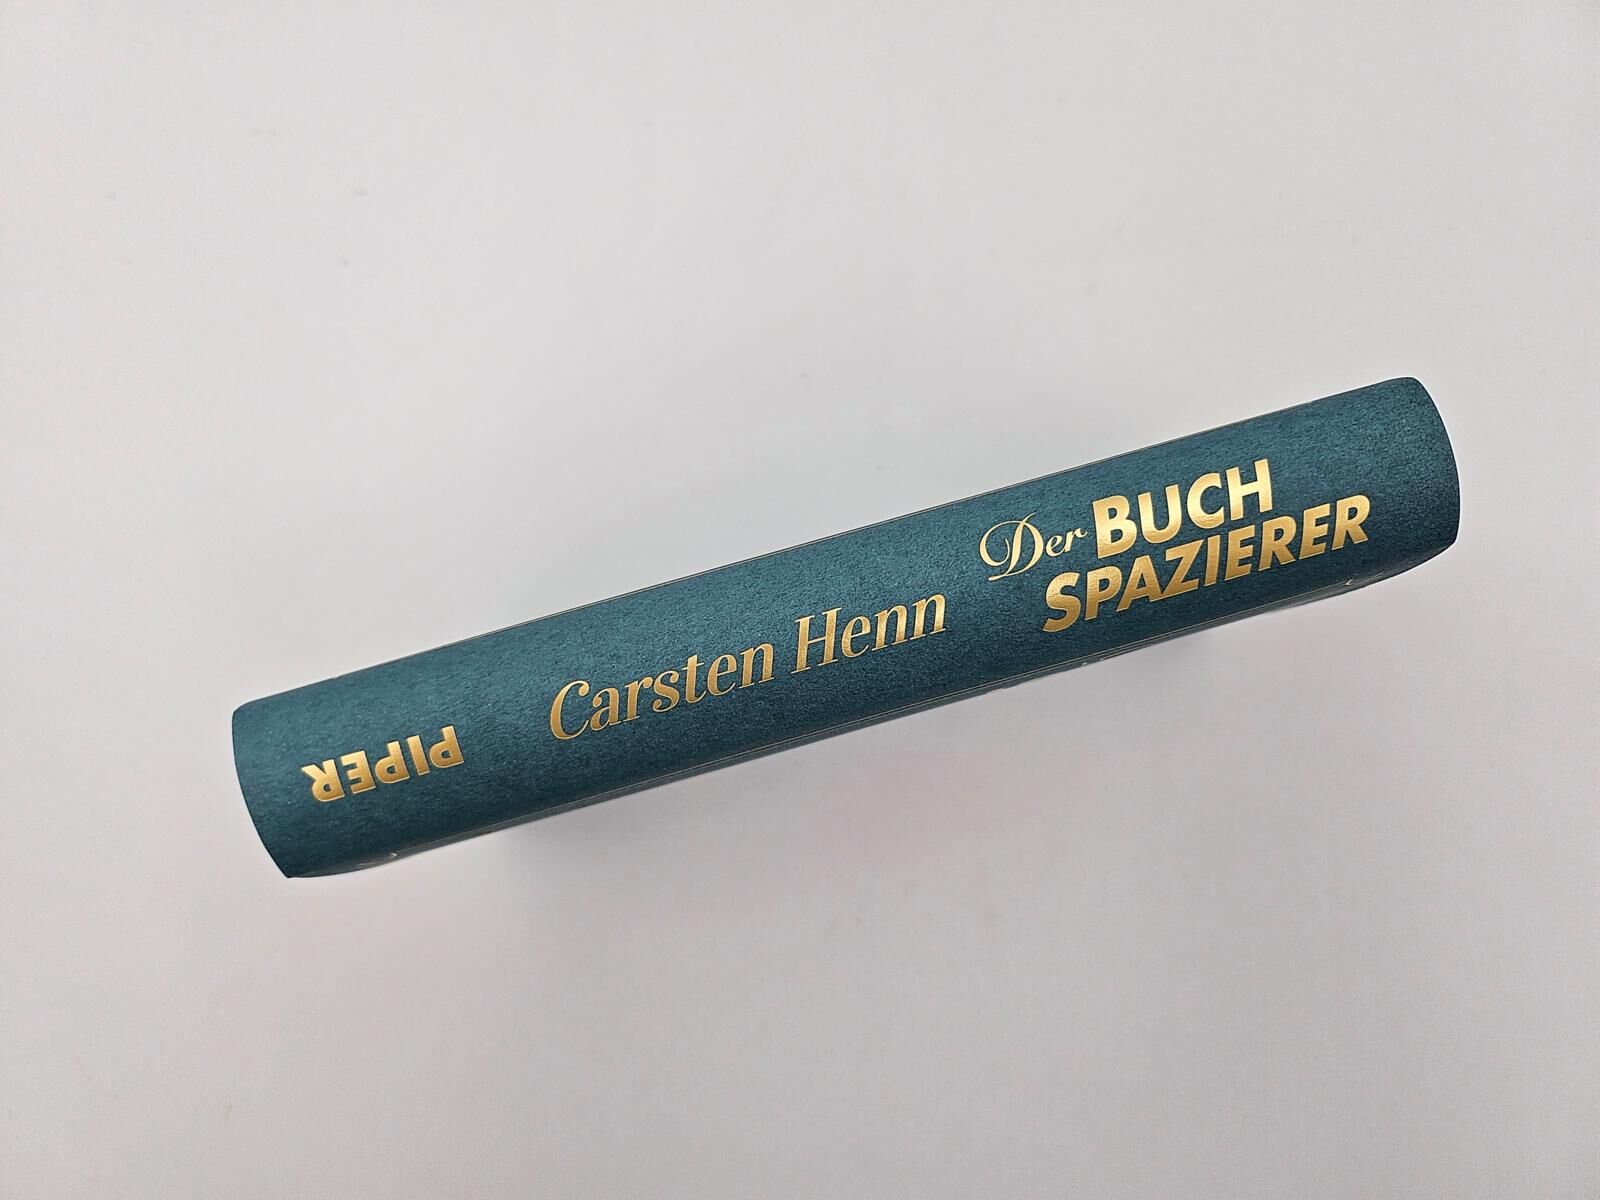 PIPER
Carsten Henn
Der BUCH
SPAZIERER